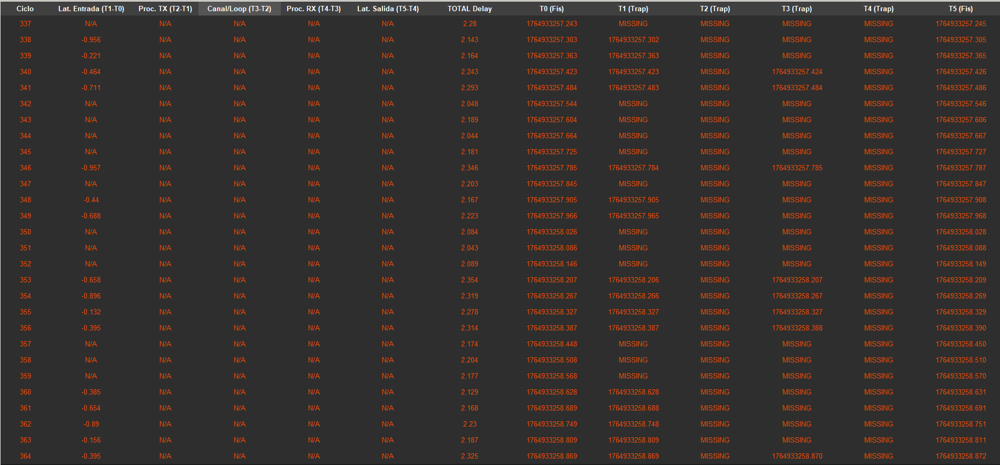 Ciclo Lat. Entrada (T1-T0) Proc. TX (T2-T1) Canal/Loop (T3-T2) Proc. RX (T4-T3) Lat. Salida (T5-T4) TOTAL Delay T0 (Fis) T1 (Trap) T2 (Trap) T3 (Trap) T4 (Trap) T5 (Fis)
337 N/A N/A N/A N/A N/A 2.28 1764933257.243 MISSING MISSING MISSING MISSING 1764933257.245
338 -0.956 N/A N/A N/A N/A 2.143 1764933257.303 1764933257.302 MISSING MISSING MISSING 1764933257.305
339 -0.221 N/A N/A N/A N/A 2.164 1764933257.363 1764933257.363 MISSING MISSING MISSING 1764933257.365
340 -0.464 N/A N/A N/A N/A 2.243 1764933257.423 1764933257.423 MISSING 1764933257.424 MISSING 1764933257.426
341 -0.711 N/A N/A N/A N/A 2.293 1764933257.484 1764933257.483 MISSING 1764933257.484 MISSING 1764933257.486
342 N/A N/A N/A N/A N/A 2.048 1764933257.544 MISSING MISSING MISSING MISSING 1764933257.546
343 N/A N/A N/A N/A N/A 2.189 1764933257.604 MISSING MISSING MISSING MISSING 1764933257.606
344 N/A N/A N/A N/A N/A 2.044 1764933257.664 MISSING MISSING MISSING MISSING 1764933257.667
345 N/A N/A N/A N/A N/A 2.181 1764933257.725 MISSING MISSING MISSING MISSING 1764933257.727
346 -0.957 N/A N/A N/A N/A 2.346 1764933257.785 1764933257.784 MISSING 1764933257.785 MISSING 1764933257.787
347 N/A N/A N/A N/A N/A 2.203 1764933257.845 MISSING MISSING MISSING MISSING 1764933257.847
348 -0.44 N/A N/A N/A N/A 2.167 1764933257.905 1764933257.905 MISSING MISSING MISSING 1764933257.908
349 -0.688 N/A N/A N/A N/A 2.223 1764933257.966 1764933257.965 MISSING MISSING MISSING 1764933257.968
350 N/A N/A N/A N/A N/A 2.084 1764933258.026 MISSING MISSING MISSING MISSING 1764933258.028
351 N/A N/A N/A N/A N/A 2.043 1764933258.086 MISSING MISSING MISSING MISSING 1764933258.088
352 N/A N/A N/A N/A N/A 2.089 1764933258.146 MISSING MISSING MISSING MISSING 1764933258.149
353 -0.658 N/A N/A N/A N/A 2.354 1764933258.207 1764933258.206 MISSING 1764933258.207 MISSING 1764933258.209
354 -0.896 N/A N/A N/A N/A 2.319 1764933258.267 1764933258.266 MISSING 1764933258.267 MISSING 1764933258.269
355 -0.132 N/A N/A N/A N/A 2.278 1764933258.327 1764933258.327 MISSING 1764933258.327 MISSING 1764933258.329
356 -0.395 N/A N/A N/A N/A 2.314 1764933258.387 1764933258.387 MISSING 1764933258.388 MISSING 1764933258.390
357 N/A N/A N/A N/A N/A 2.174 1764933258.448 MISSING MISSING MISSING MISSING 1764933258.450
358 N/A N/A N/A N/A N/A 2.204 1764933258.508 MISSING MISSING MISSING MISSING 1764933258.510
359 N/A N/A N/A N/A N/A 2.177 1764933258.568 MISSING MISSING MISSING MISSING 1764933258.570
360 -0.385 N/A N/A N/A N/A 2.129 1764933258.628 1764933258.628 MISSING MISSING MISSING 1764933258.631
361 -0.654 N/A N/A N/A N/A 2.168 1764933258.689 1764933258.688 MISSING MISSING MISSING 1764933258.691
362 -0.89 N/A N/A N/A N/A 2.23 1764933258.749 1764933258.748 MISSING MISSING MISSING 1764933258.751
363 -0.156 N/A N/A N/A N/A 2.187 1764933258.809 1764933258.809 MISSING MISSING MISSING 1764933258.811
364 -0.395 N/A N/A N/A N/A 2.325 1764933258.869 1764933258.869 MISSING 1764933258.870 MISSING 1764933258.872